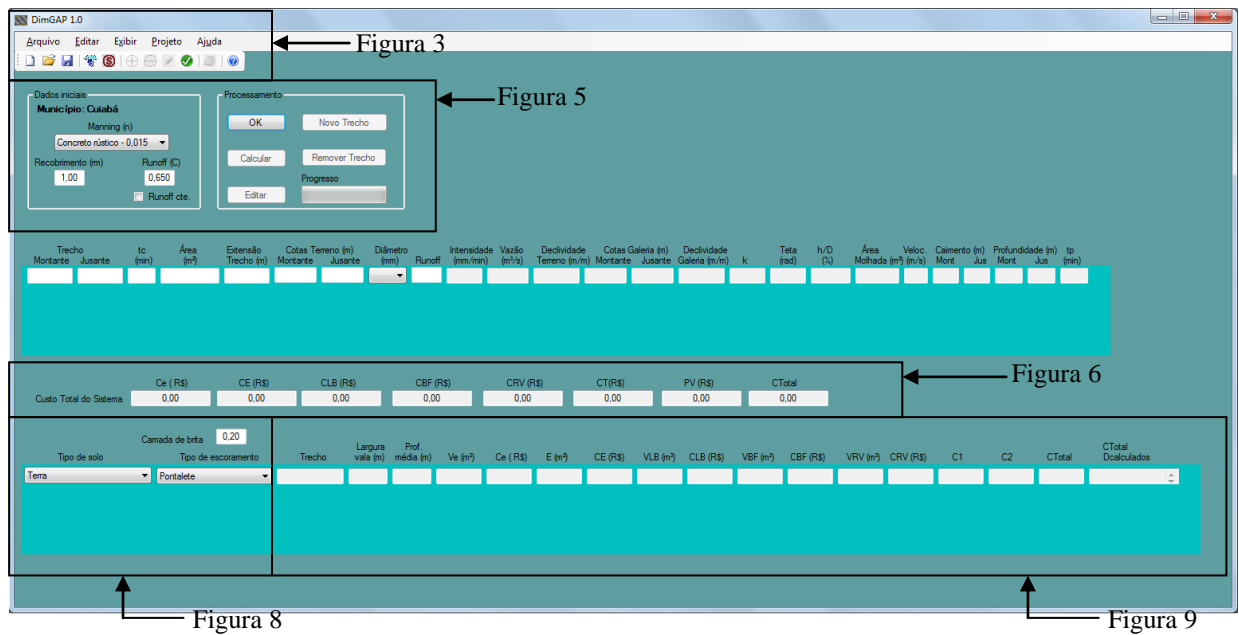 DimGAP 1.0
Arquivo Editar Exibir Projeto Ajuda
Figura 3
Figura 5
Dados iniciais
Município: Cuiabá
Manning (n)
Concreto rústico - 0,015
Recobrimento (m) Runoff (C)
1,00 0,650
Runoff cte.
Processamento
OK Novo Trecho
Calcular Remover Trecho
Progresso
Editar
Trecho tc Área Extensão Cotas Terreno (m) Diâmetro Intensidade Vazão Declividade Cotas Galeria (m) Declividade Teta h/D Área Veloc. Caimento (m) Profundidade (m) tp
Montante Jusante (min) (m²) Trecho (m) Montante Jusante (mm) Runoff (mm/min) (m³/s) Terreno (m/m) Montante Jusante Galeria (m/m) k (rad) (%) Molhada (m²) (m/s) Mont Jus Mont Jus (min)
Figura 6
Ce ( R$) CE (R$) CLB (R$) CBF (R$) CRV (R$) CT(R$) PV (R$) CTotal
Custo Total do Sistema 0,00 0,00 0,00 0,00 0,00 0,00 0,00 0,00
Camada de brita 0,20
Tipo de solo Tipo de escoramento
Terra Pontalete
Largura Prof. CTotal
Trecho vala (m) média (m) Ve (m³) Ce ( R$) E (m²) CE (R$) VLB (m³) CLB (R$) VBF (m³) CBF (R$) VRV (m³) CRV (R$) C1 C2 CTotal Dcalculados
Figura 8
Figura 9